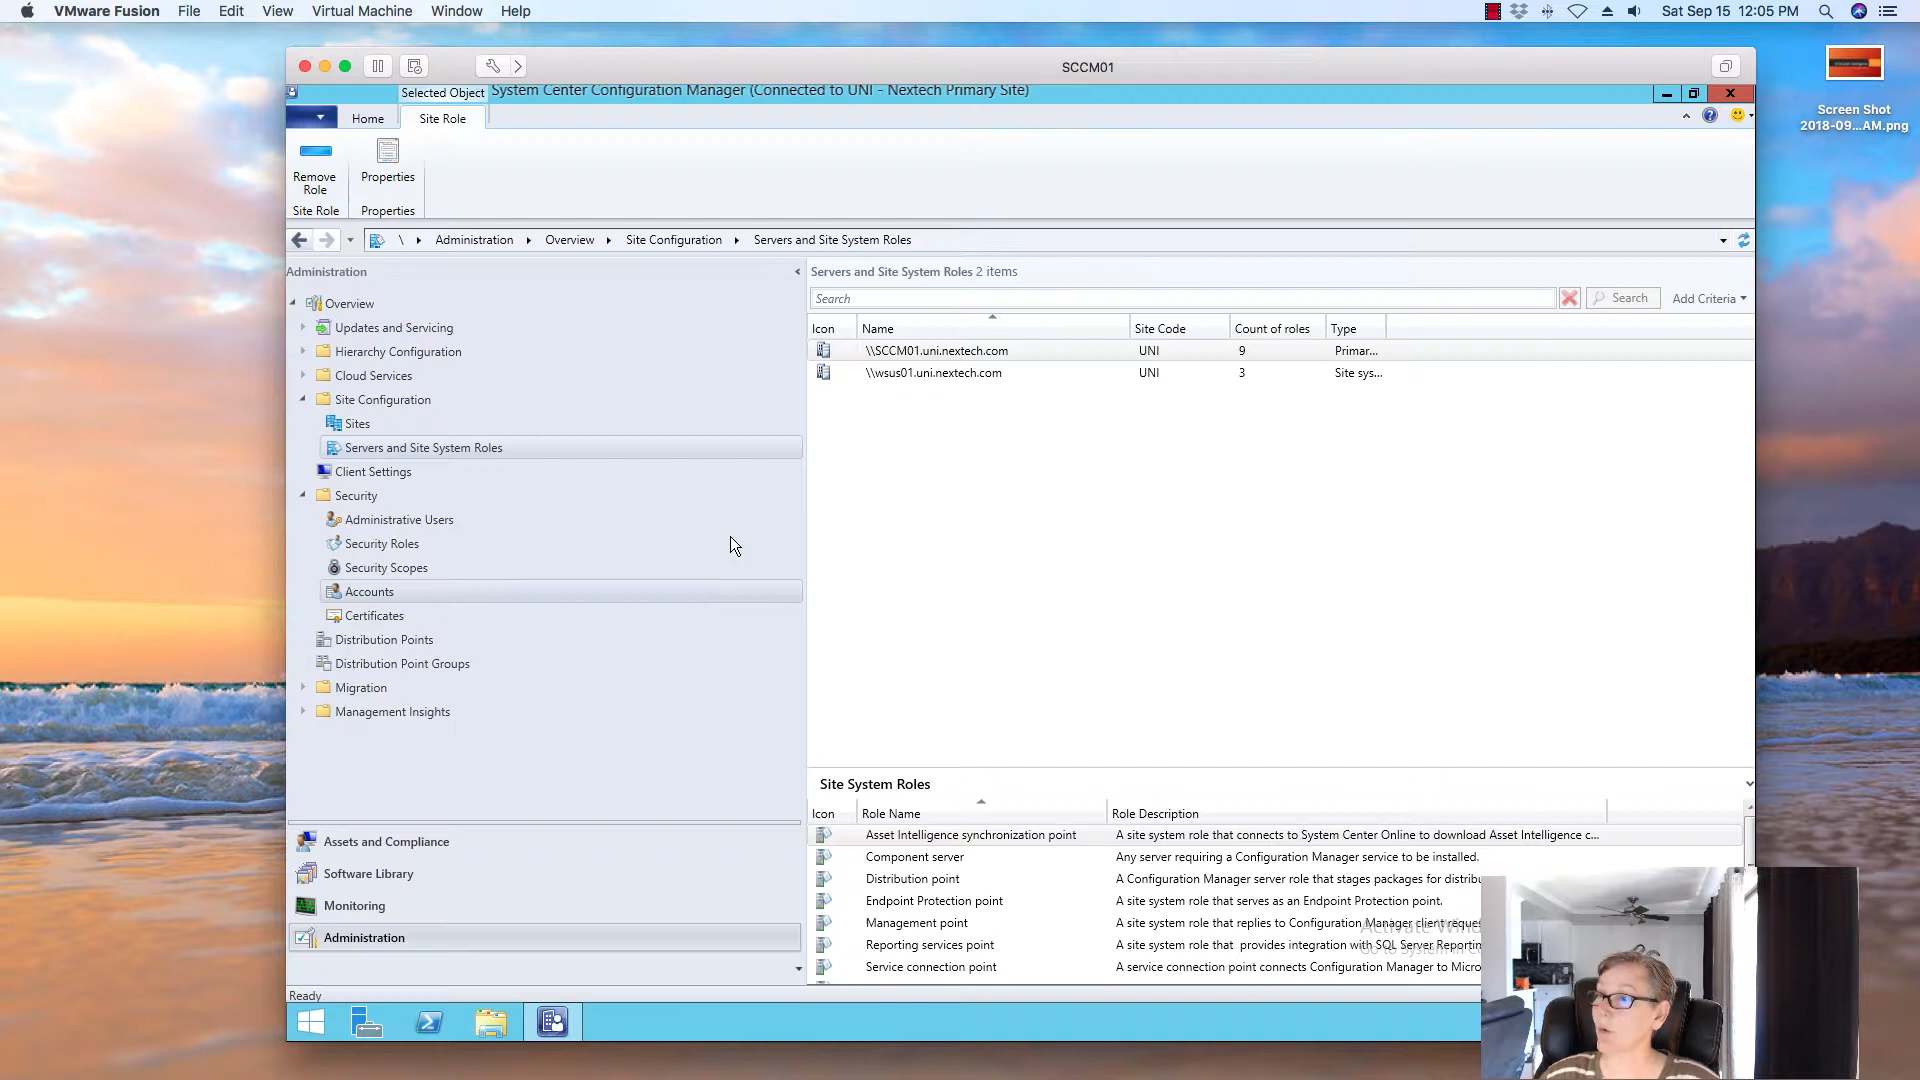 VMware Fusion File Edit View Virtual Machine Window Help Sat Sep 15 12:05 PM
Screen Shot
2018-09...AM.png
SCCM01
Selected Object System Center Configuration Manager (Connected to UNI - Nextech Primary Site)
Home Site Role
Remove
Role
Properties
Site Role Properties
\ Administration Overview Site Configuration Servers and Site System Roles
Administration
Overview
Updates and Servicing
Hierarchy Configuration
Cloud Services
Site Configuration
Sites
Servers and Site System Roles
Client Settings
Security
Administrative Users
Security Roles
Security Scopes
Accounts
Certificates
Distribution Points
Distribution Point Groups
Migration
Management Insights
Assets and Compliance
Software Library
Monitoring
Administration
Ready
Servers and Site System Roles 2 items
Search Search Add Criteria
Icon Name Site Code Count of roles Type
\\SCCM01.uni.nextech.com UNI 9 Primar...
\\wsus01.uni.nextech.com UNI 3 Site sys...
Site System Roles
Icon Role Name Role Description
Asset Intelligence synchronization point A site system role that connects to System Center Online to download Asset Intelligence c...
Component server Any server requiring a Configuration Manager service to be installed.
Distribution point A Configuration Manager server role that stages packages for distribu
Endpoint Protection point A site system role that serves as an Endpoint Protection point.
Management point A site system role that replies to Configuration Manager client reques
Reporting services point A site system role that provides integration with SQL Server Reportin
Service connection point A service connection point connects Configuration Manager to Micro
Activate Wind
Go to System in Co